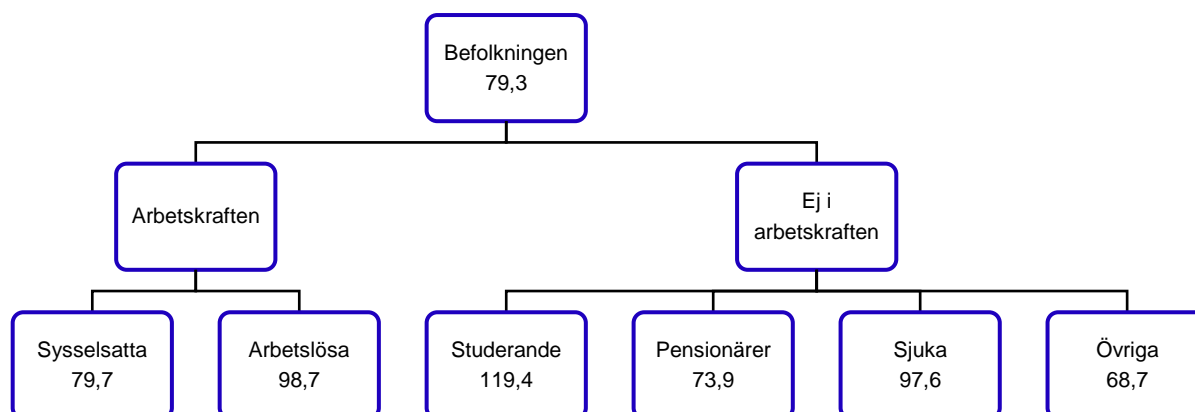 Befolkningen
79,3
Arbetskraften
Ej i
arbetskraften
Sysselsatta
79,7
Arbetslösa
98,7
Studerande
119,4
Pensionärer
73,9
Sjuka
97,6
Övriga
68,7